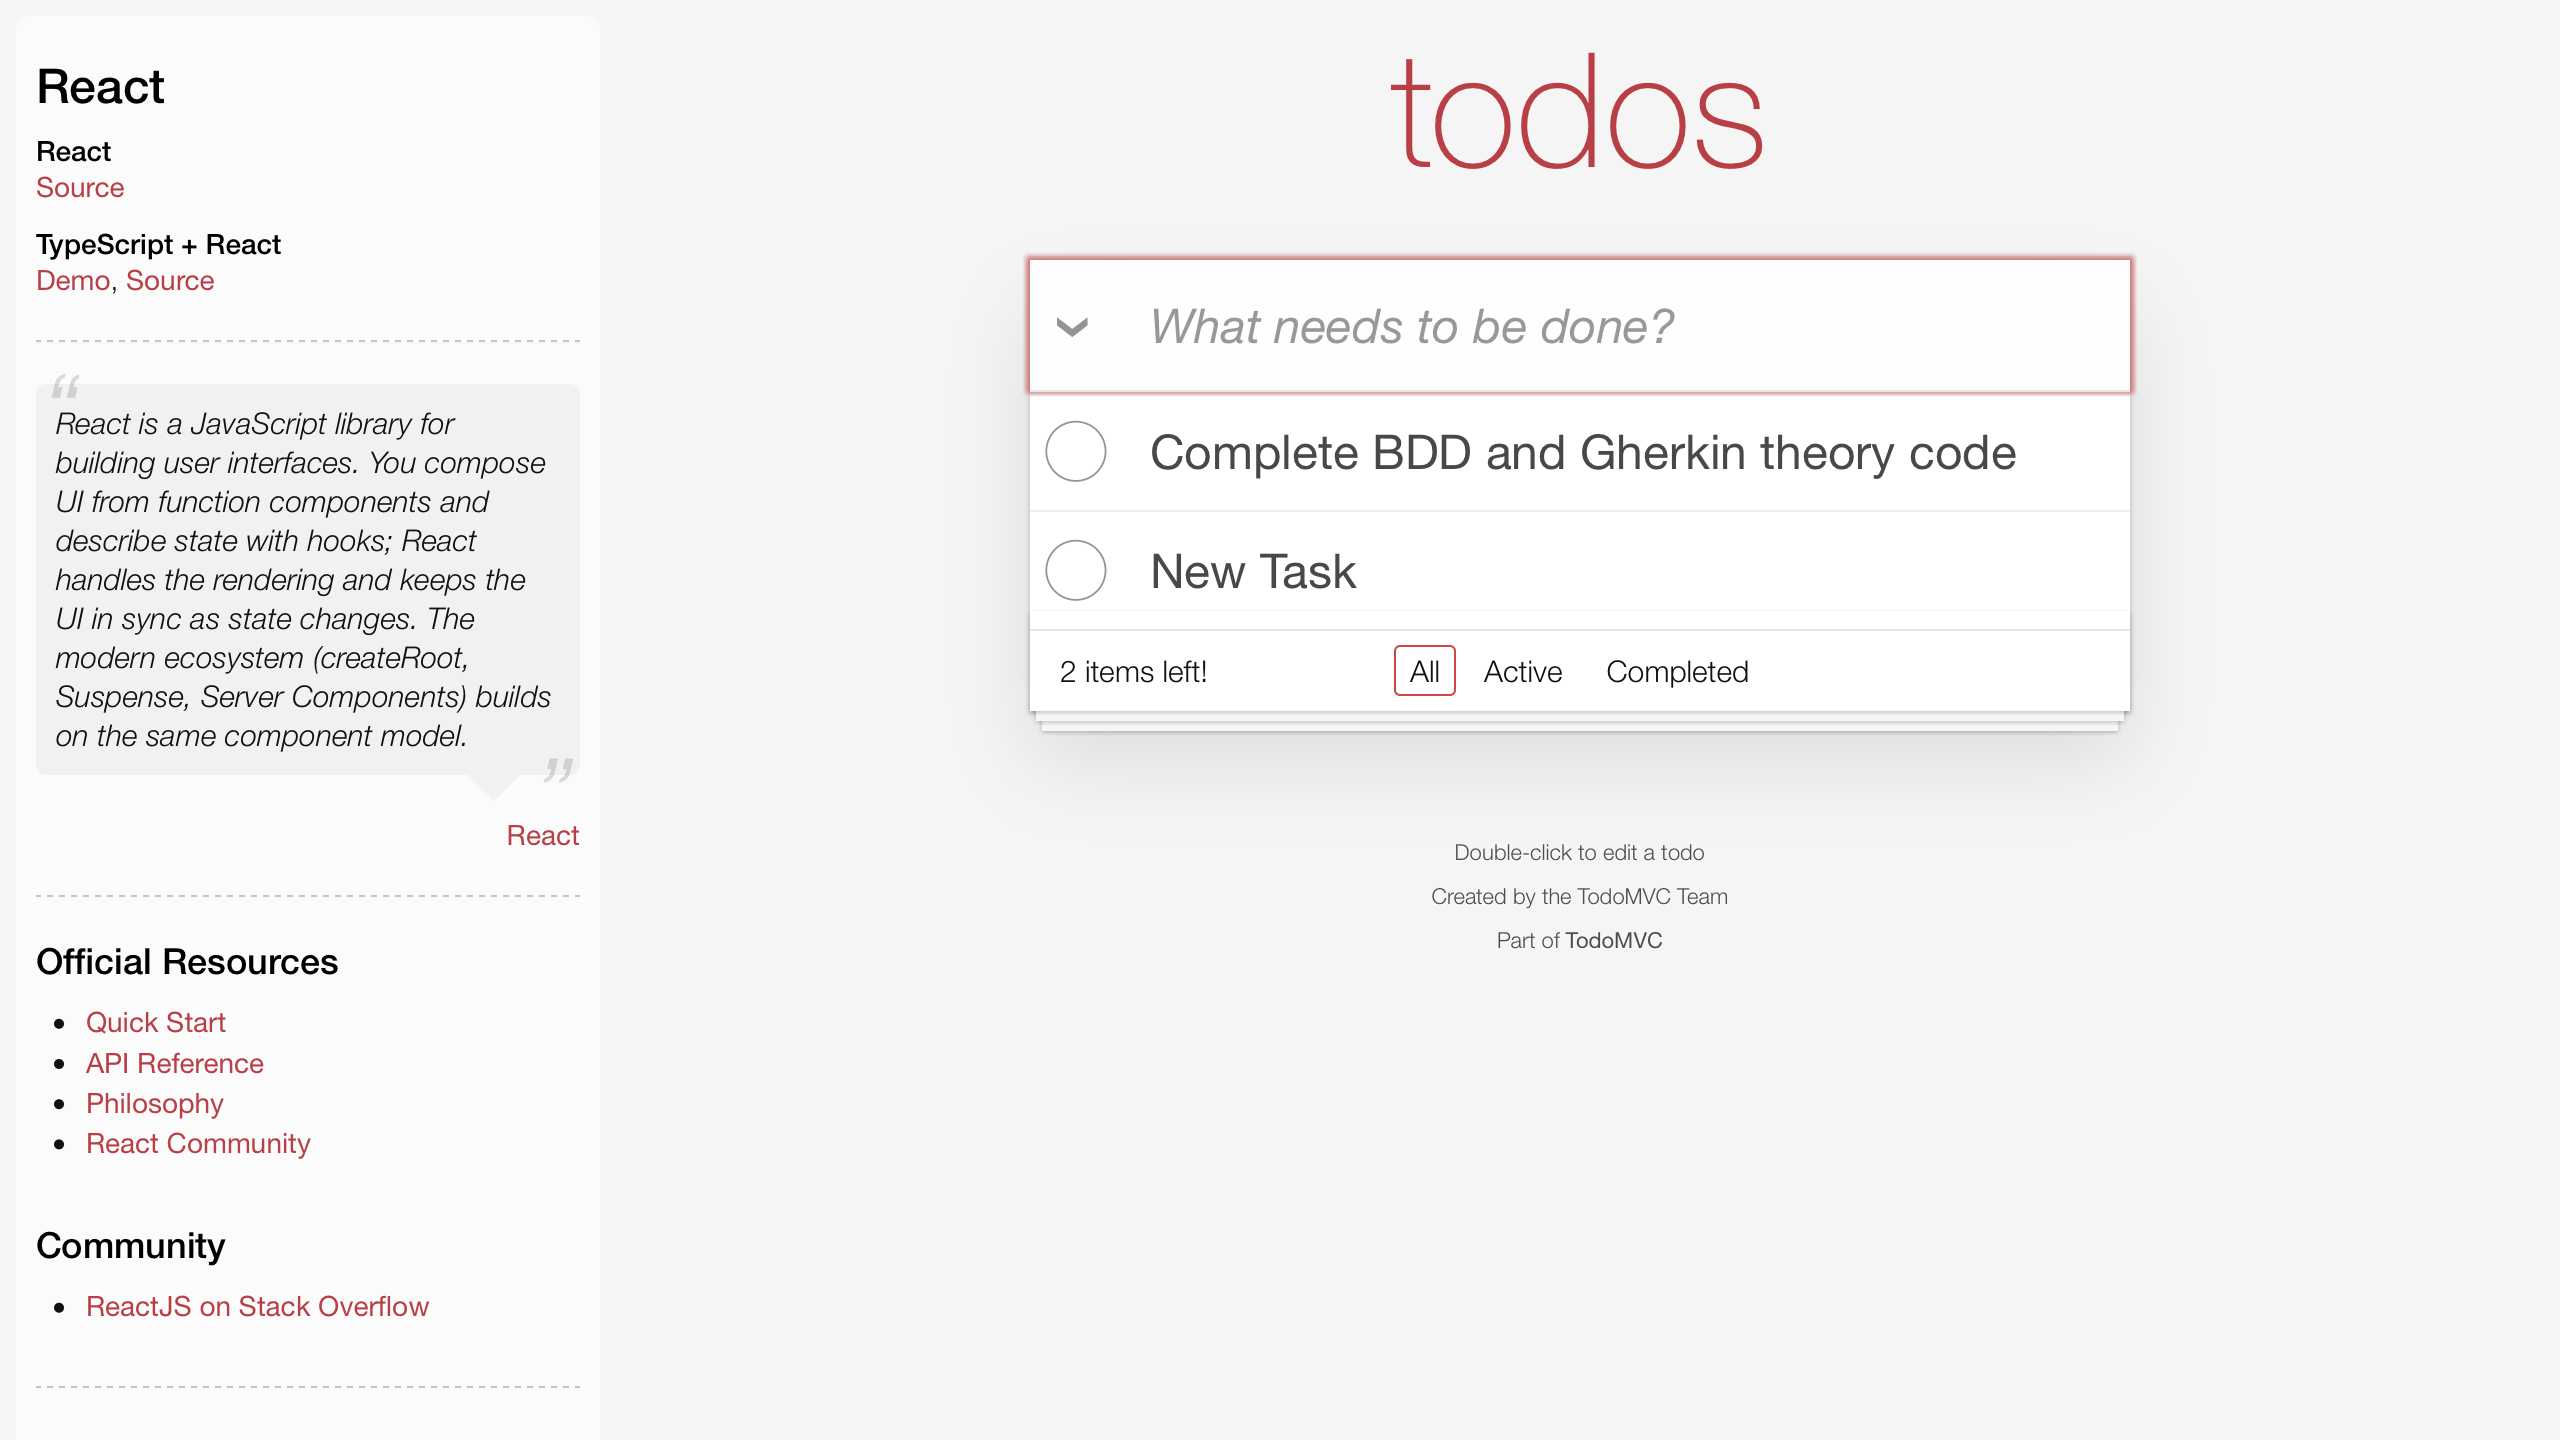 React
React
Source
TypeScript + React
Demo, Source
“
React is a JavaScript library for
building user interfaces. You compose
UI from function components and
describe state with hooks; React
handles the rendering and keeps the
UI in sync as state changes. The
modern ecosystem (createRoot,
Suspense, Server Components) builds
on the same component model.
”
React
Official Resources
• Quick Start
• API Reference
• Philosophy
• React Community
Community
• ReactJS on Stack Overflow
todos
What needs to be done?
Complete BDD and Gherkin theory code
New Task
2 items left!
All Active Completed
Double-click to edit a todo
Created by the TodoMVC Team
Part of TodoMVC